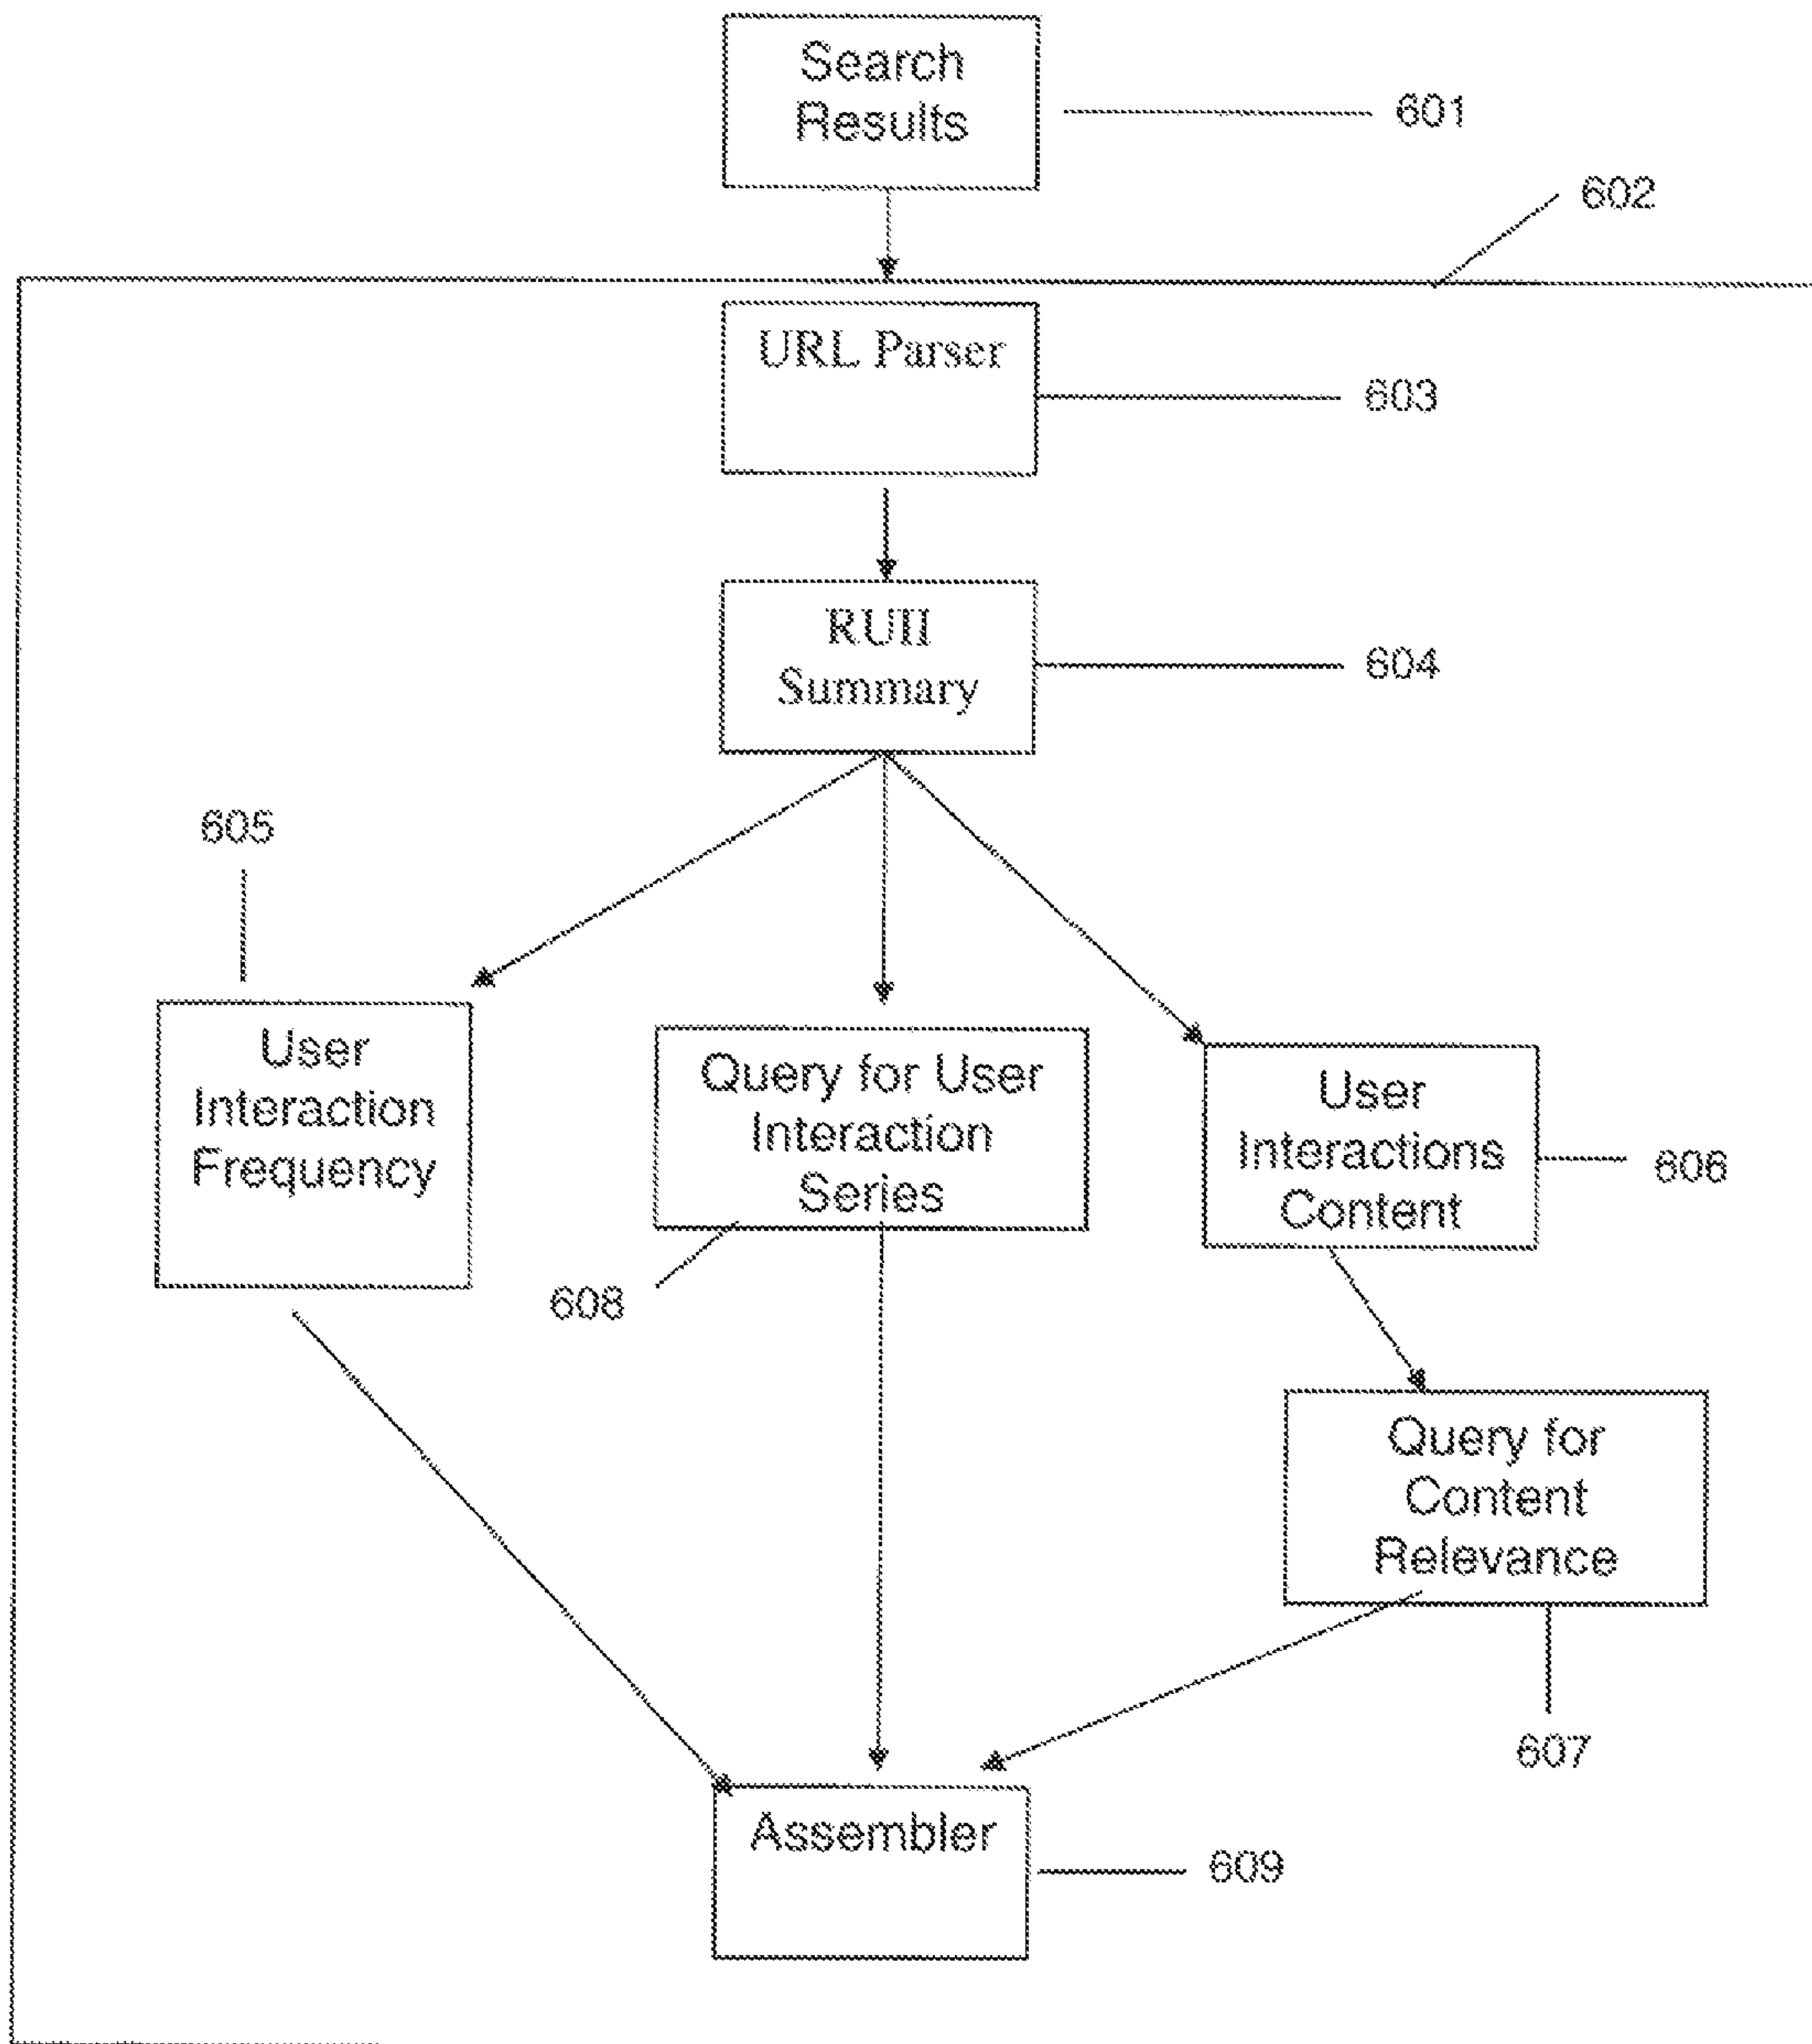 Search
Results
601
602
URL Parser
603
RUII
Summary
604
605
User
Interaction
Frequency
Query for User
Interaction
Series
608
User
Interactions
Content
606
Query for
Content
Relevance
607
Assembler
609